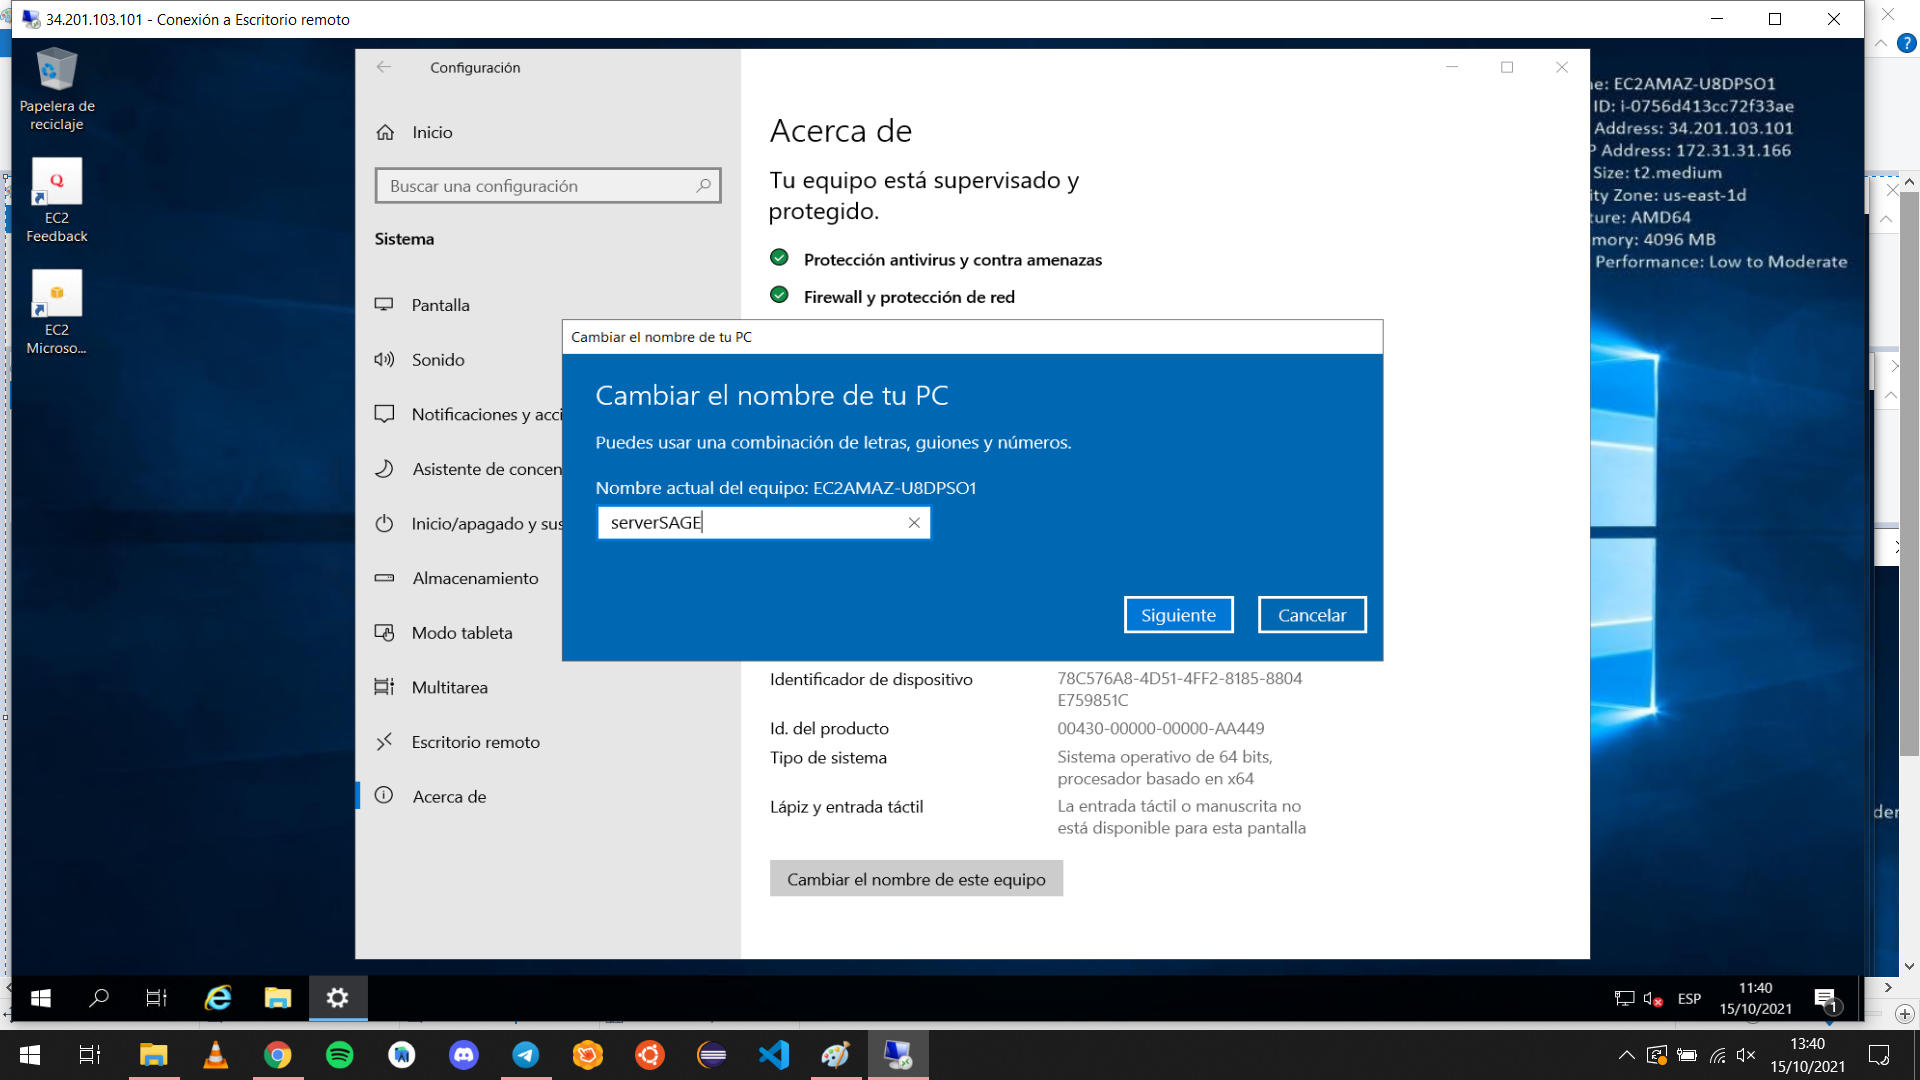 34.201.103.101 - Conexión a Escritorio remoto
Papelera de
reciclaje
EC2
Feedback
EC2
Microso...
Configuración
Inicio
Buscar una configuración
Sistema
Pantalla
Sonido
Notificaciones y acci
Asistente de concen
Inicio/apagado y sus
Almacenamiento
Modo tableta
Multitarea
Escritorio remoto
Acerca de
Acerca de
Tu equipo está supervisado y
protegido.
Protección antivirus y contra amenazas
Firewall y protección de red
Cambiar el nombre de tu PC
Cambiar el nombre de tu PC
Puedes usar una combinación de letras, guiones y números.
Nombre actual del equipo: EC2AMAZ-U8DPSO1
serverSAGE
Siguiente
Cancelar
Identificador de dispositivo
78C576A8-4D51-4FF2-8185-8804
E759851C
Id. del producto
00430-00000-00000-AA449
Tipo de sistema
Sistema operativo de 64 bits,
procesador basado en x64
Lápiz y entrada táctil
La entrada táctil o manuscrita no
está disponible para esta pantalla
Cambiar el nombre de este equipo
ne: EC2AMAZ-U8DPSO1
ID: i-0756d413cc72f33ae
Address: 34.201.103.101
P Address: 172.31.31.166
Size: t2.medium
ity Zone: us-east-1d
ture: AMD64
mory: 4096 MB
Performance: Low to Moderate
der
ESP
11:40
15/10/2021
1
13:40
15/10/2021